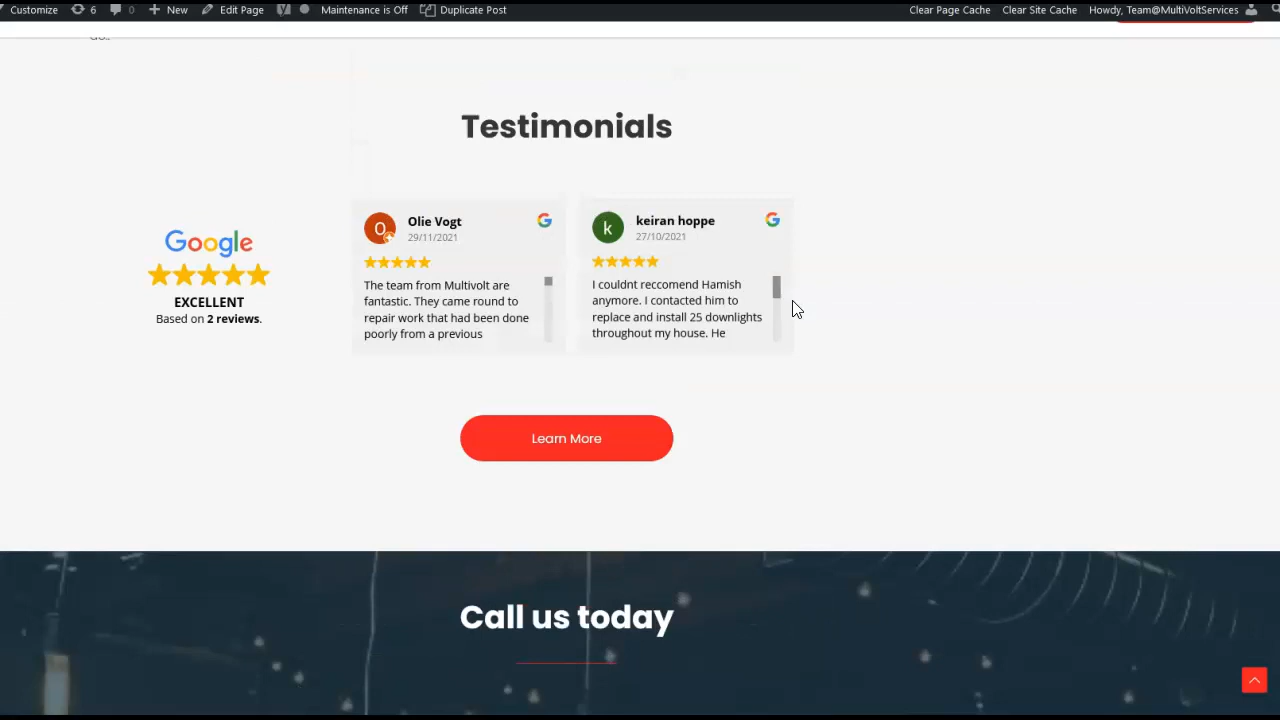 Customize 6 0 New Edit Page Maintenance is Off Duplicate Post Clear Page Cache Clear Site Cache Howdy, Team@MultiVoltServices
Testimonials
Google
EXCELLENT
Based on 2 reviews.
O Olie Vogt G
29/11/2021
The team from Multivolt are
fantastic. They came round to
repair work that had been done
poorly from a previous
k keiran hoppe G
27/10/2021
I couldnt reccomend Hamish
anymore. I contacted him to
replace and install 25 downlights
throughout my house. He
Learn More
Call us today